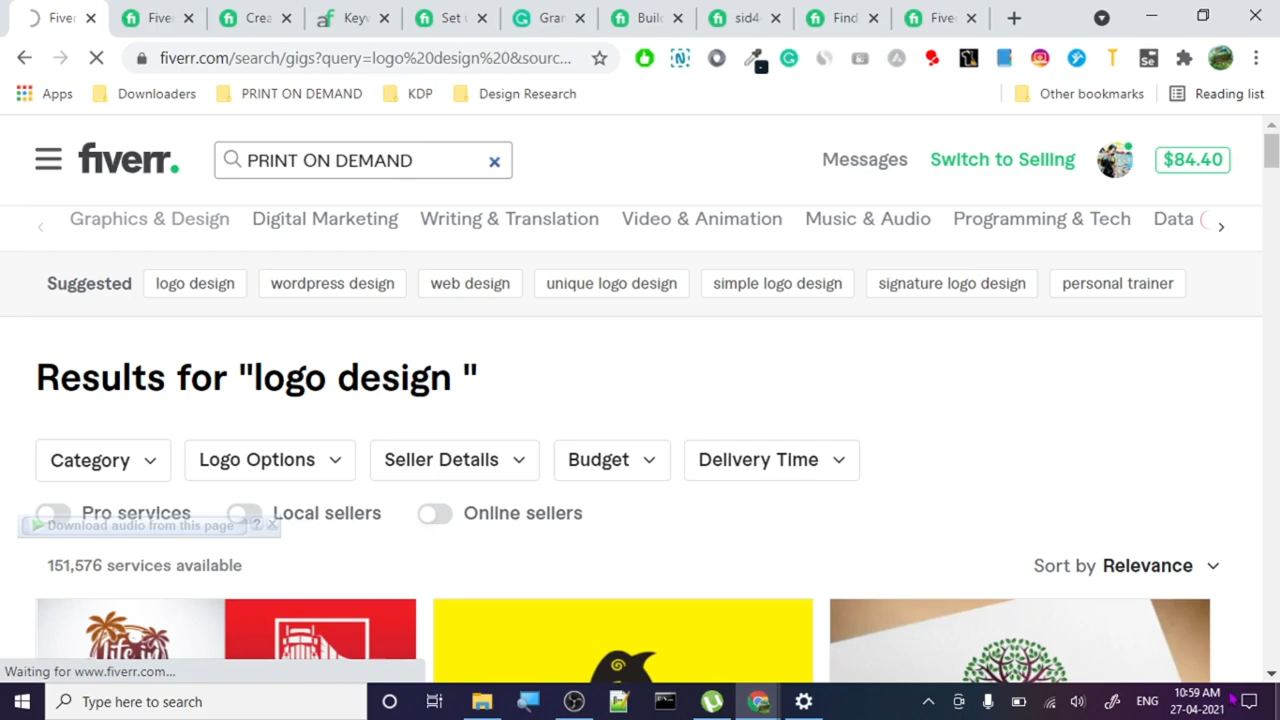 Fiver
Five
Crea
Keyv
Set u
Grar
Buil
sid4
Find
Five
fiverr.com/search/gigs?query=logo%20design%20&sourc...
Apps
Downloaders
PRINT ON DEMAND
KDP
Design Research
Other bookmarks
Reading list
fiverr.
PRINT ON DEMAND
Messages
Switch to Selling
$84.40
Graphics & Design
Digital Marketing
Writing & Translation
Video & Animation
Music & Audio
Programming & Tech
Data
Suggested
logo design
wordpress design
web design
unique logo design
simple logo design
signature logo design
personal trainer
Results for "logo design "
Category
Logo Options
Seller Details
Budget
Delivery Time
Pro services
Local sellers
Online sellers
Download audio from this page
?
151,576 services available
Sort by Relevance
Waiting for www.fiverr.com...
Type here to search
ENG
10:59 AM
27-04-2021